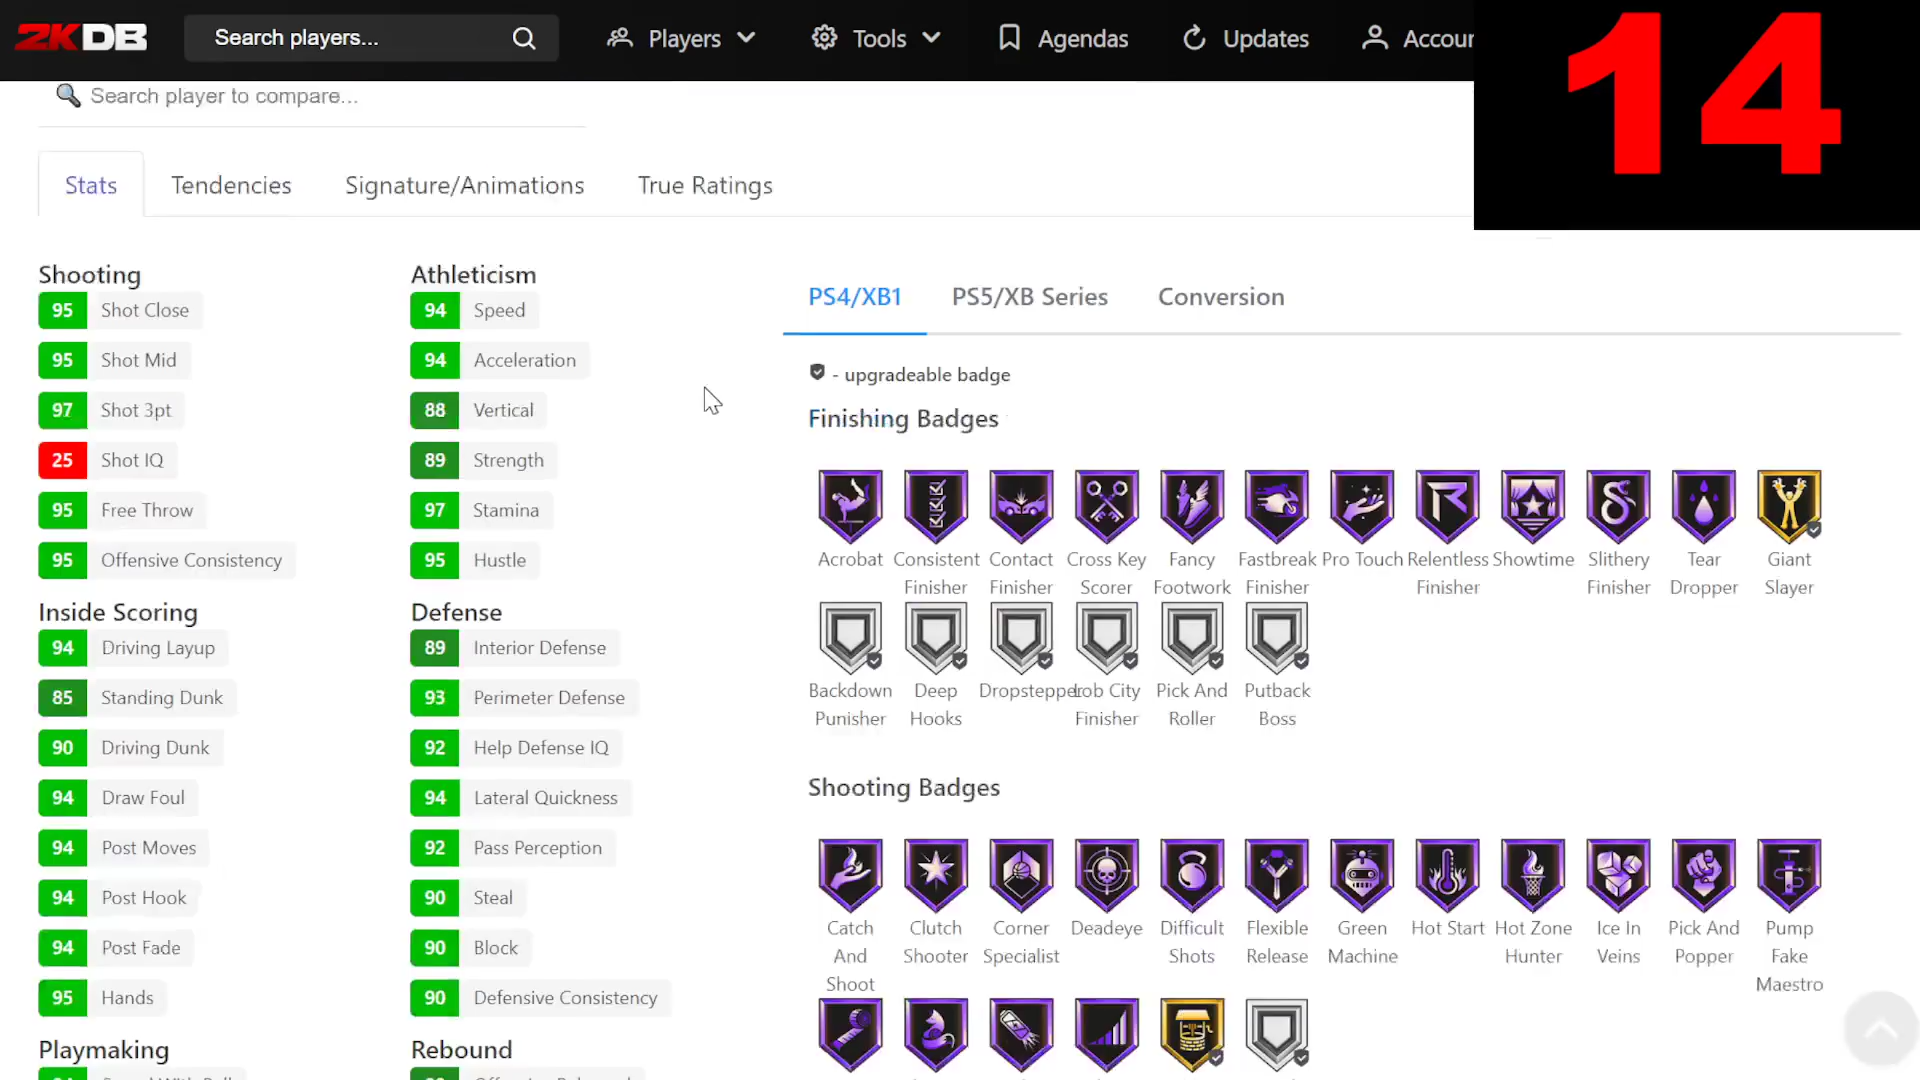 2KDB
Search players...
Players
Tools
Agendas
Updates
Accoun
14
Search player to compare...
Stats
Tendencies
Signature/Animations
True Ratings
Shooting
95 Shot Close
95 Shot Mid
97 Shot 3pt
25 Shot IQ
95 Free Throw
95 Offensive Consistency
Inside Scoring
94 Driving Layup
85 Standing Dunk
90 Driving Dunk
94 Draw Foul
94 Post Moves
94 Post Hook
94 Post Fade
95 Hands
Playmaking
Athleticism
94 Speed
94 Acceleration
88 Vertical
89 Strength
97 Stamina
95 Hustle
Defense
89 Interior Defense
93 Perimeter Defense
92 Help Defense IQ
94 Lateral Quickness
92 Pass Perception
90 Steal
90 Block
90 Defensive Consistency
Rebound
PS4/XB1
PS5/XB Series
Conversion
- upgradeable badge
Finishing Badges
Acrobat
Consistent
Finisher
Contact
Finisher
Cross Key
Scorer
Fancy
Footwork
Fastbreak
Finisher
Pro Touch
Relentless
Finisher
Showtime
Slithery
Finisher
Tear
Dropper
Giant
Slayer
Backdown
Punisher
Deep
Hooks
Dropstepper
Lob City
Finisher
Pick And
Roller
Putback
Boss
Shooting Badges
Catch
And
Shoot
Clutch
Shooter
Corner
Specialist
Deadeye
Difficult
Shots
Flexible
Release
Green
Machine
Hot Start
Hot Zone
Hunter
Ice In
Veins
Pick And
Popper
Pump
Fake
Maestro